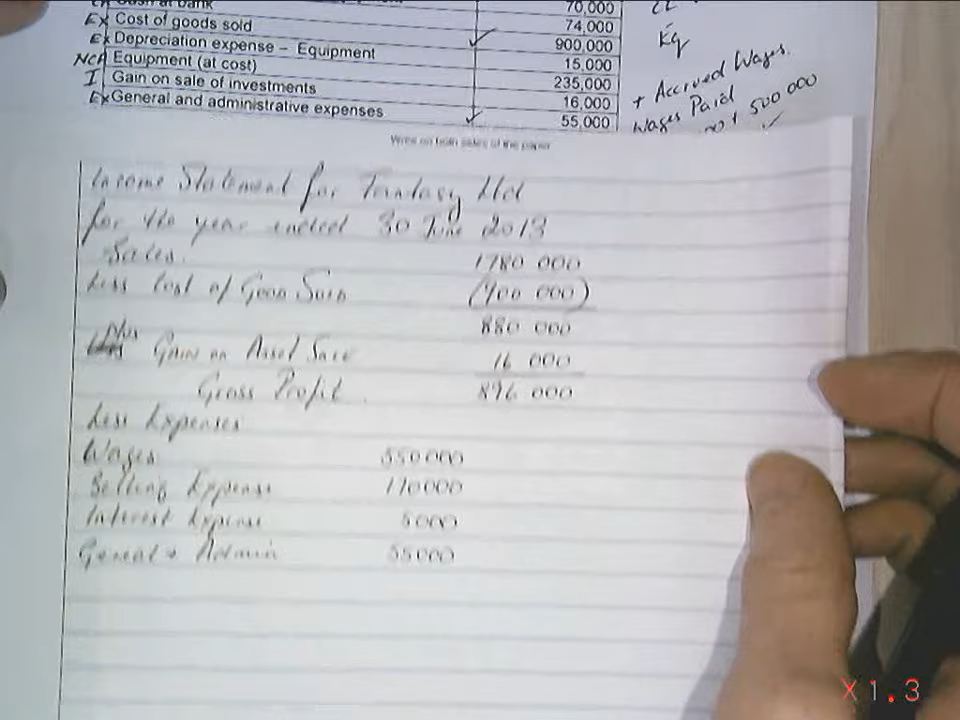 Cash at bank 70,000
Ex Cost of goods sold 74,000
Ex Depreciation expense – Equipment 900,000
NCA Equipment (at cost) 15,000
I Gain on sale of investments 235,000
Ex General and administrative expenses 16,000
55,000
+ Accrued Wages.
Wages Paid
not 500 000
Write on both sides of the paper
Income Statement for Ltd
for the year ended 30 June 2013
Sales. 1780 000
Less Cost of Good Sold (900 000)
880 000
Plus Gain on Asset Sale 16 000
Gross Profit. 896 000
Less Expenses
Wages 550000
Selling Expense 170000
Interest Expense 5000
General + Admin 55000
X1.3